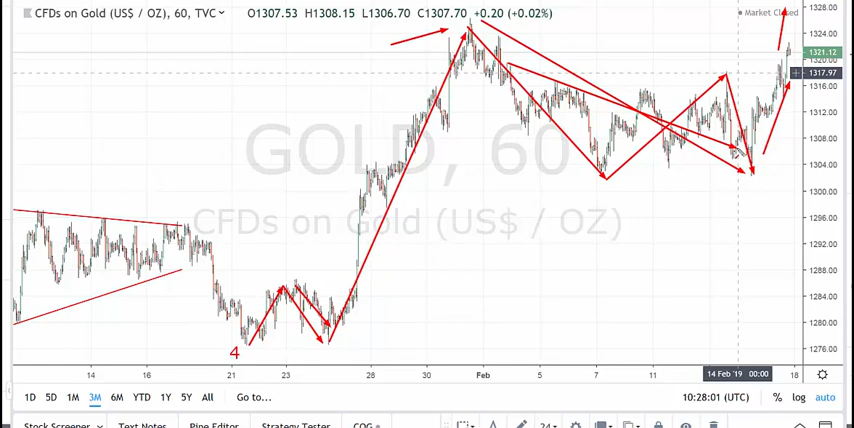 CFDs on Gold (US$ / OZ), 60, TVC O1307.53 H1308.15 L1306.70 C1307.70 +0.20 (+0.02%)
Market Closed
1328.00
1324.00
1321.12
1320.00
1317.97
1316.00
1312.00
1308.00
1304.00
1300.00
1296.00
1292.00
1288.00
1284.00
1280.00
1276.00
GOLD, 60
CFDs on Gold (US$ / OZ)
4
14 16 18 21 23 25 28 30 Feb 5 7 11 14 Feb '19 00:00 18
1D 5D 1M 3M 6M YTD 1Y 5Y All Go to... 10:28:01 (UTC) % log auto
Stock Screener Text Notes Pine Editor Strategy Tester COG 24